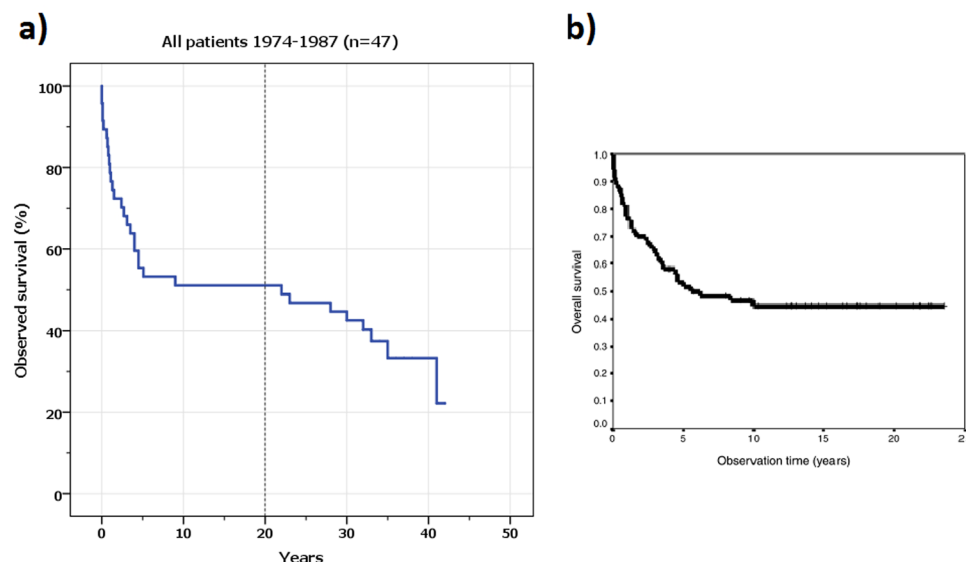 a)
All patients 1974-1987 (n=47)
Observed survival (%)
100
80
60
40
20
0
0 10 20 30 40 50
Years
b)
Overall survival
1.0
0.9
0.8
0.7
0.6
0.5
0.4
0.3
0.2
0.1
0.0
0 5 10 15 20 2
Observation time (years)